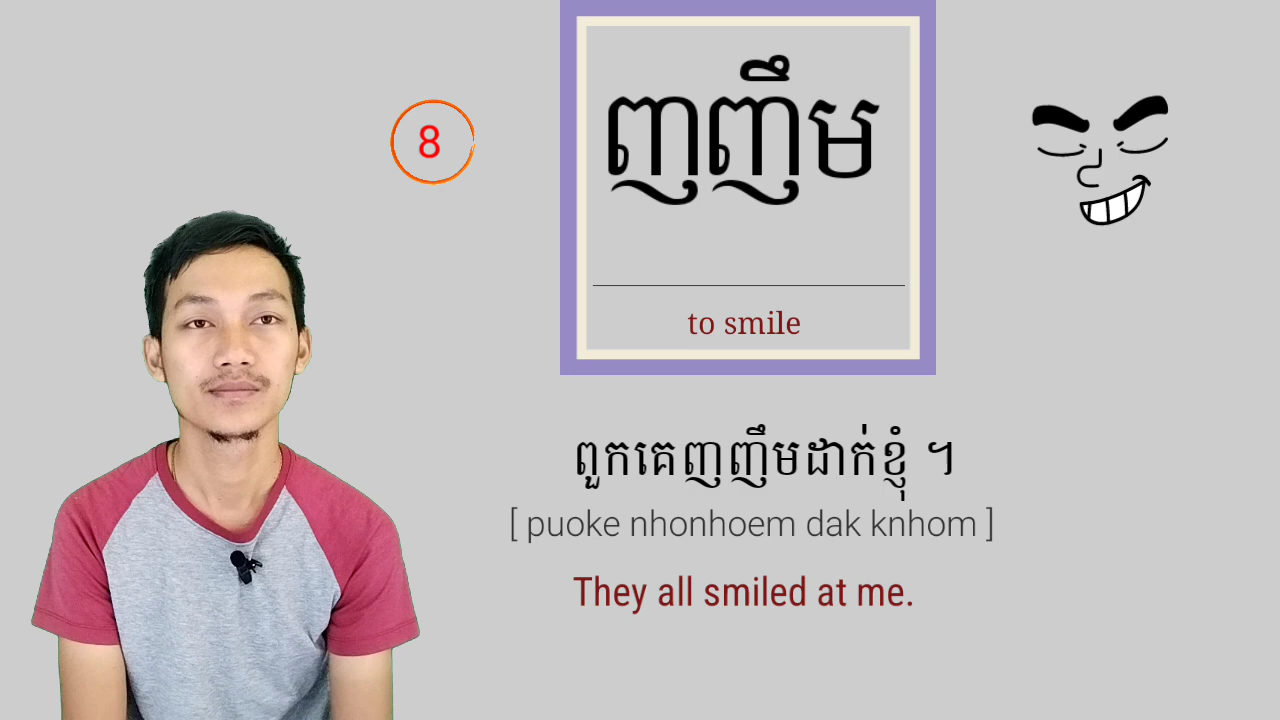 8
ញញឹម
to smile
ពួកគេញញឹមដាក់ខ្ញុំ ។
[ puoke nhonhoem dak knhom ]
They all smiled at me.